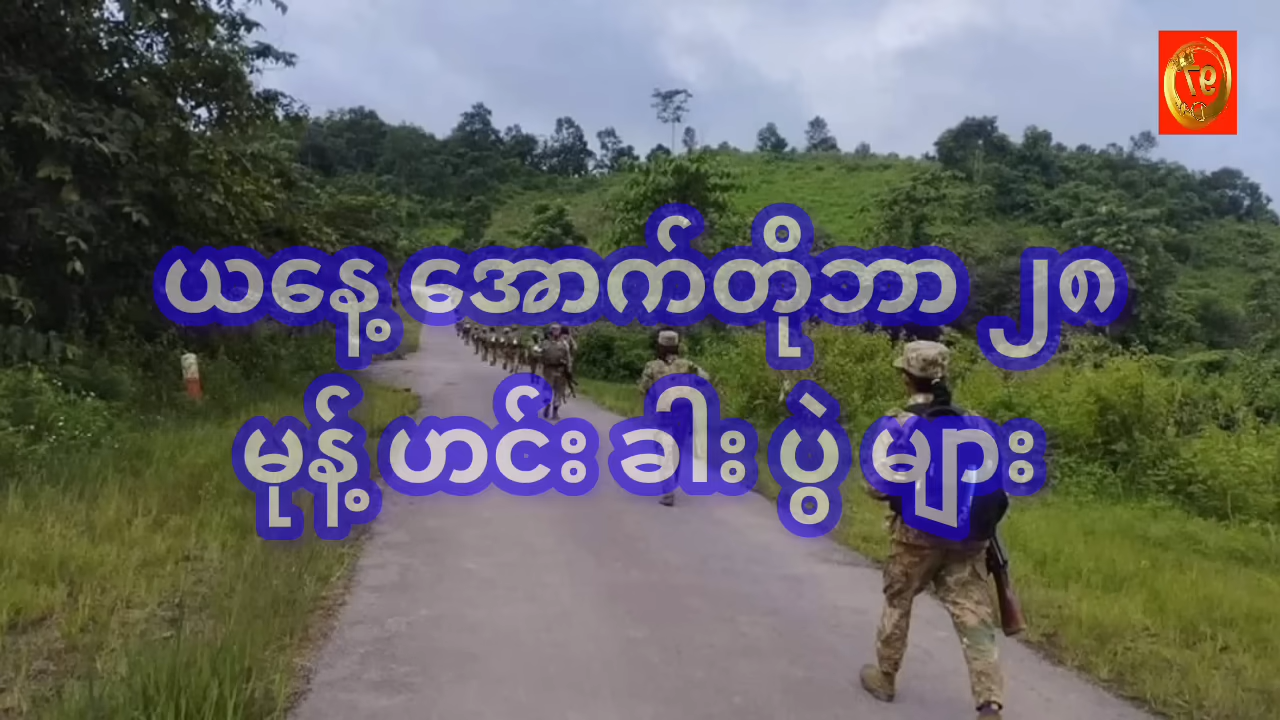 ယနေ့ အောက်တိုဘာ ၂၈
မုန့် ဟင်း ခါး ပွဲ များ